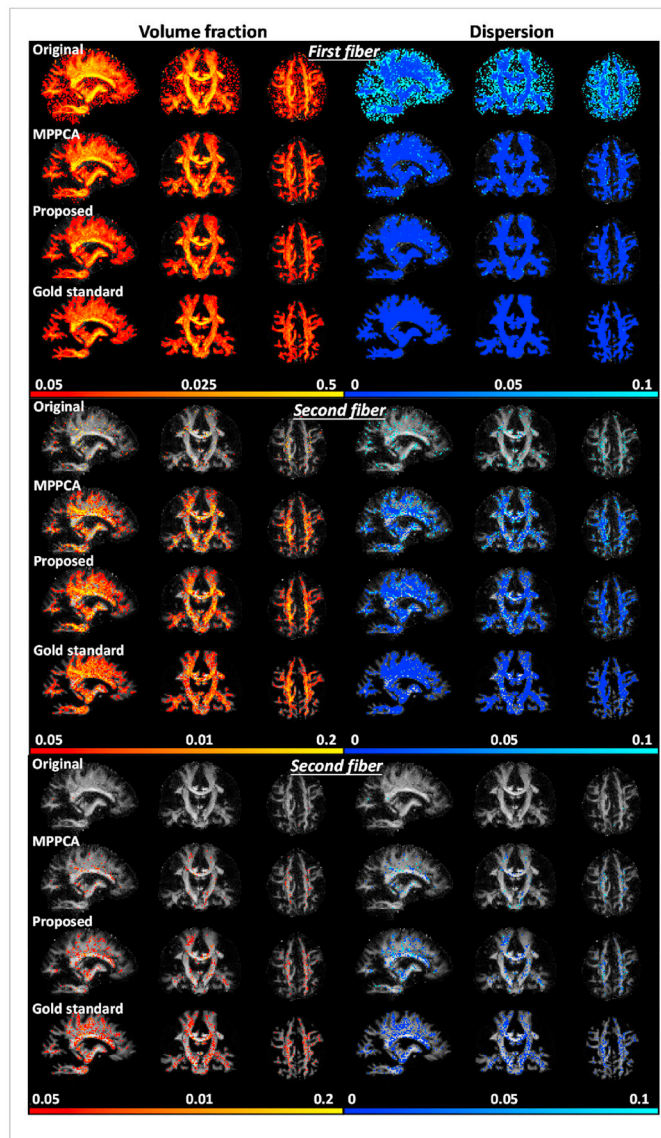 Volume fraction Dispersion
Original First fiber
MPPCA
Proposed
Gold standard
0.05 0.025 0.5 0 0.05 0.1
Original Second fiber
MPPCA
Proposed
Gold standard
0.05 0.01 0.2 0 0.05 0.1
Original Second fiber
MPPCA
Proposed
Gold standard
0.05 0.01 0.2 0 0.05 0.1